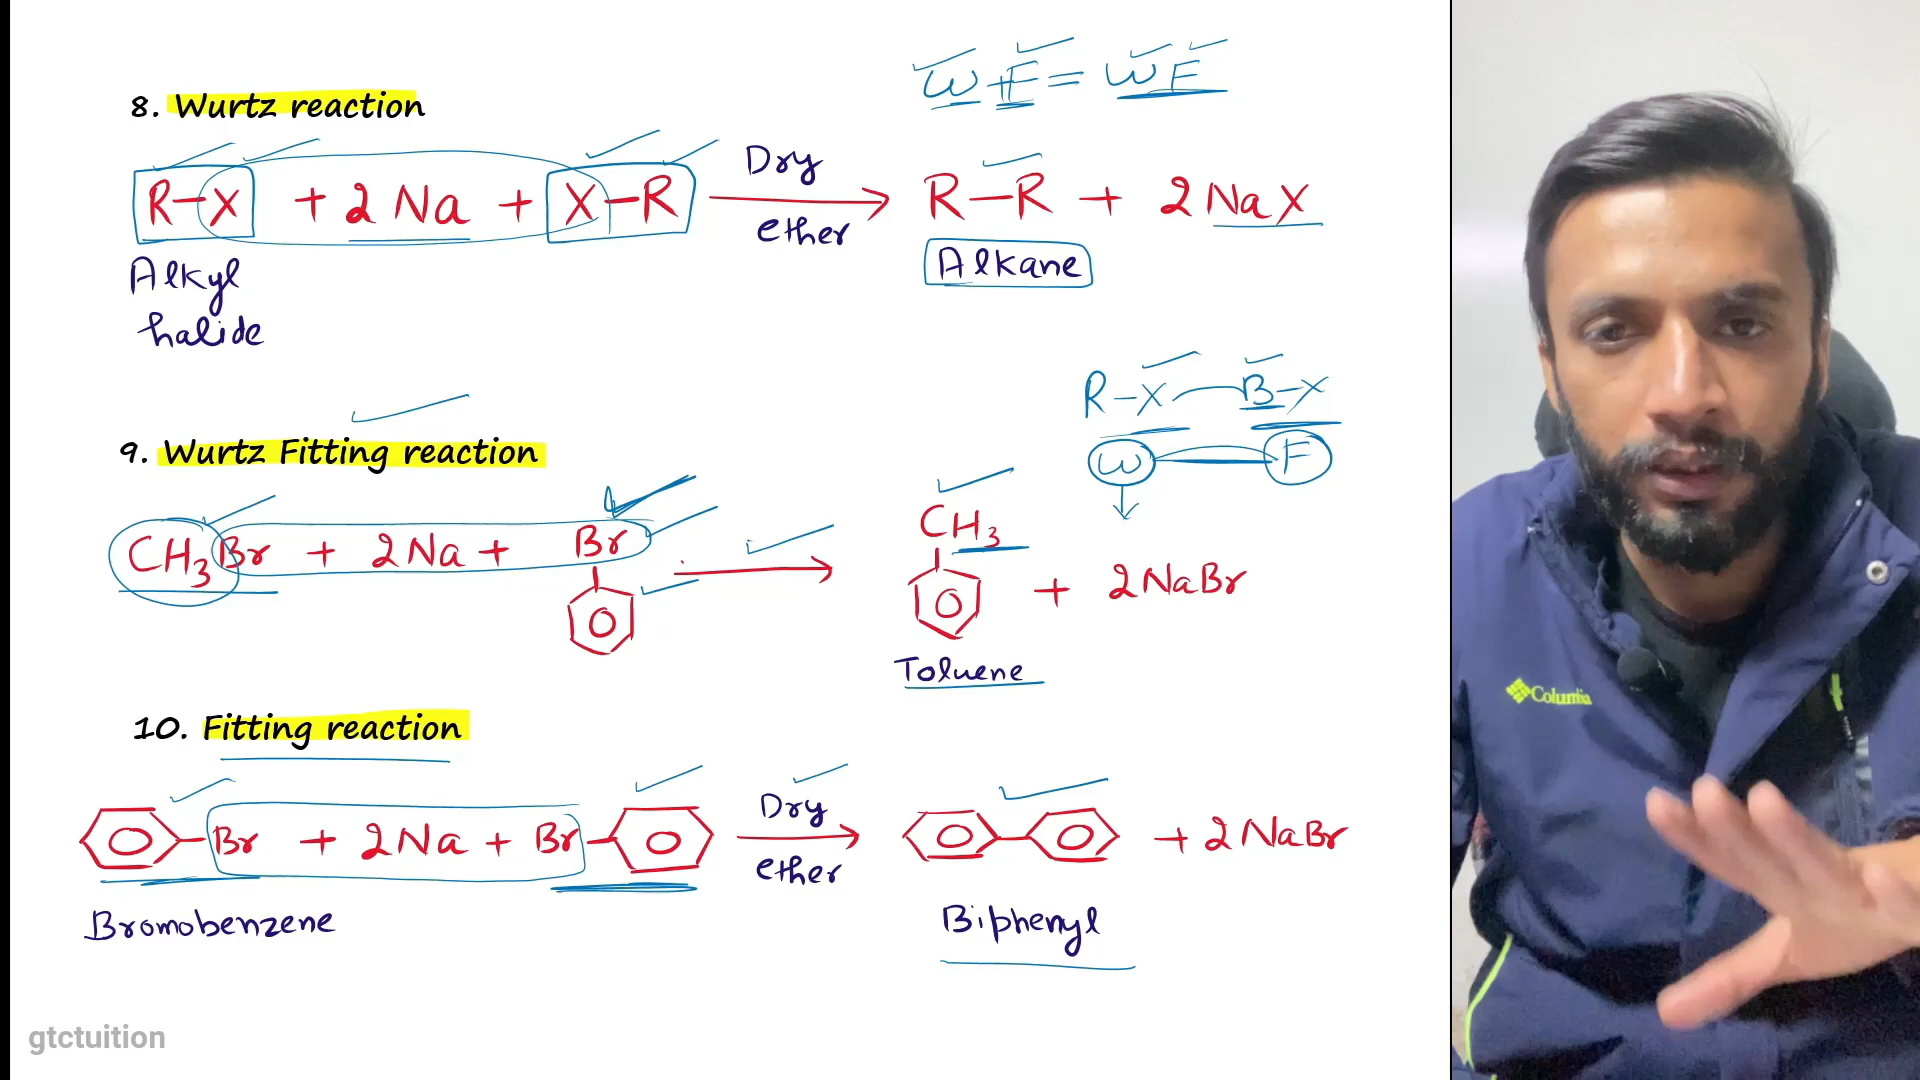 W + F = W F
8. Wurtz reaction
R-X + 2 Na + X-R Dry ether R-R + 2 Na X
Alkyl halide
Alkane
R-X B-X
W F
9. Wurtz Fitting reaction
CH3Br + 2Na + Br CH3 + 2NaBr
Toluene
10. Fitting reaction
Br + 2Na + Br Dry ether + 2NaBr
Bromobenzene
Biphenyl
Columbia
gtctuition